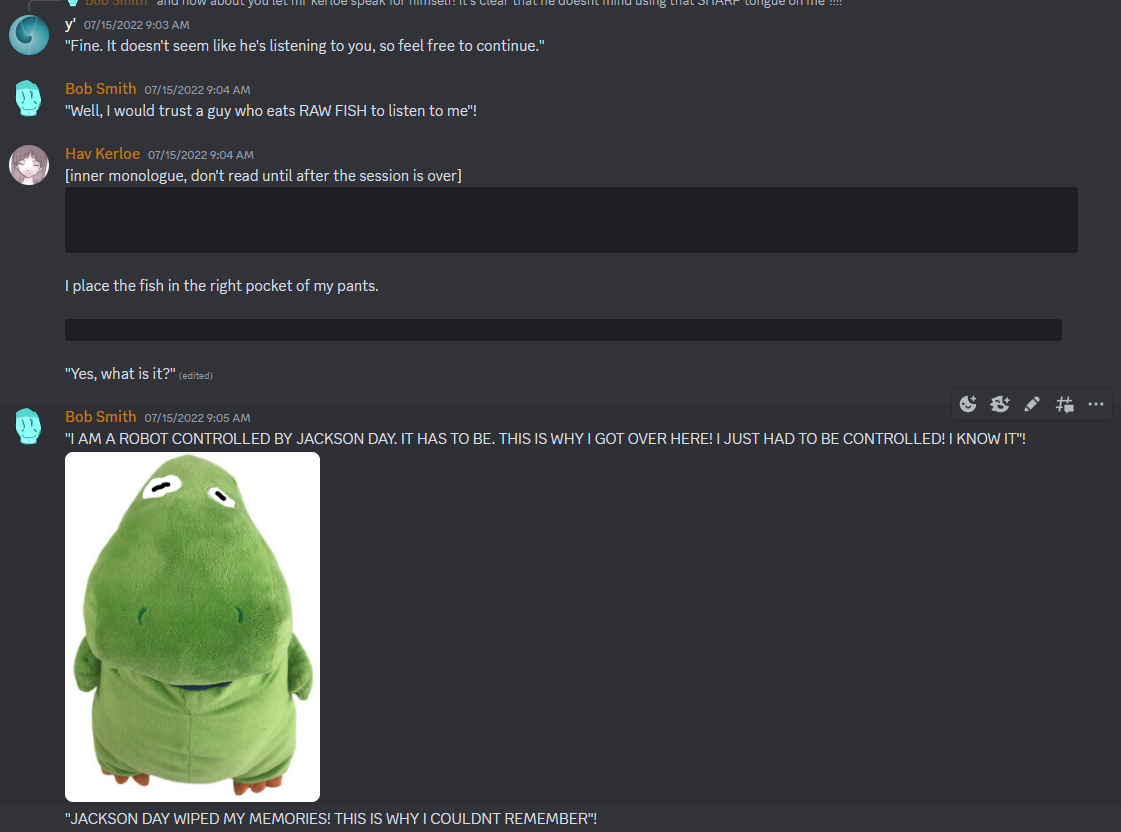 Bob Smith "and how about you let mr kerloe speak for himself! It's clear that he doesnt mind using that SHARP tongue on me"!!!!
y' 07/15/2022 9:03 AM
"Fine. It doesn't seem like he's listening to you, so feel free to continue."
Bob Smith 07/15/2022 9:04 AM
"Well, I would trust a guy who eats RAW FISH to listen to me"!
Hav Kerloe 07/15/2022 9:04 AM
[inner monologue, don't read until after the session is over]
I place the fish in the right pocket of my pants.
"Yes, what is it?" (edited)
Bob Smith 07/15/2022 9:05 AM
"I AM A ROBOT CONTROLLED BY JACKSON DAY. IT HAS TO BE. THIS IS WHY I GOT OVER HERE! I JUST HAD TO BE CONTROLLED! I KNOW IT"!
"JACKSON DAY WIPED MY MEMORIES! THIS IS WHY I COULDNT REMEMBER"!